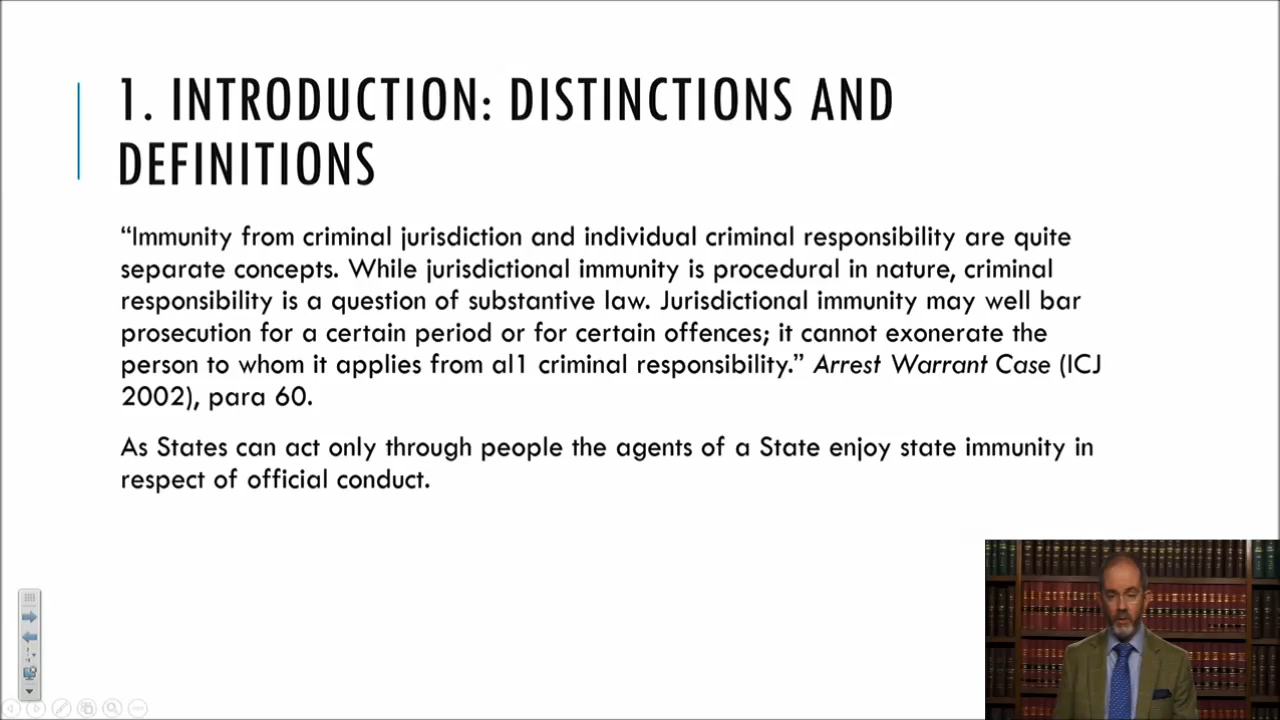 1. INTRODUCTION: DISTINCTIONS AND
DEFINITIONS
“Immunity from criminal jurisdiction and individual criminal responsibility are quite
separate concepts. While jurisdictional immunity is procedural in nature, criminal
responsibility is a question of substantive law. Jurisdictional immunity may well bar
prosecution for a certain period or for certain offences; it cannot exonerate the
person to whom it applies from al1 criminal responsibility.” Arrest Warrant Case (ICJ
2002), para 60.
As States can act only through people the agents of a State enjoy state immunity in
respect of official conduct.